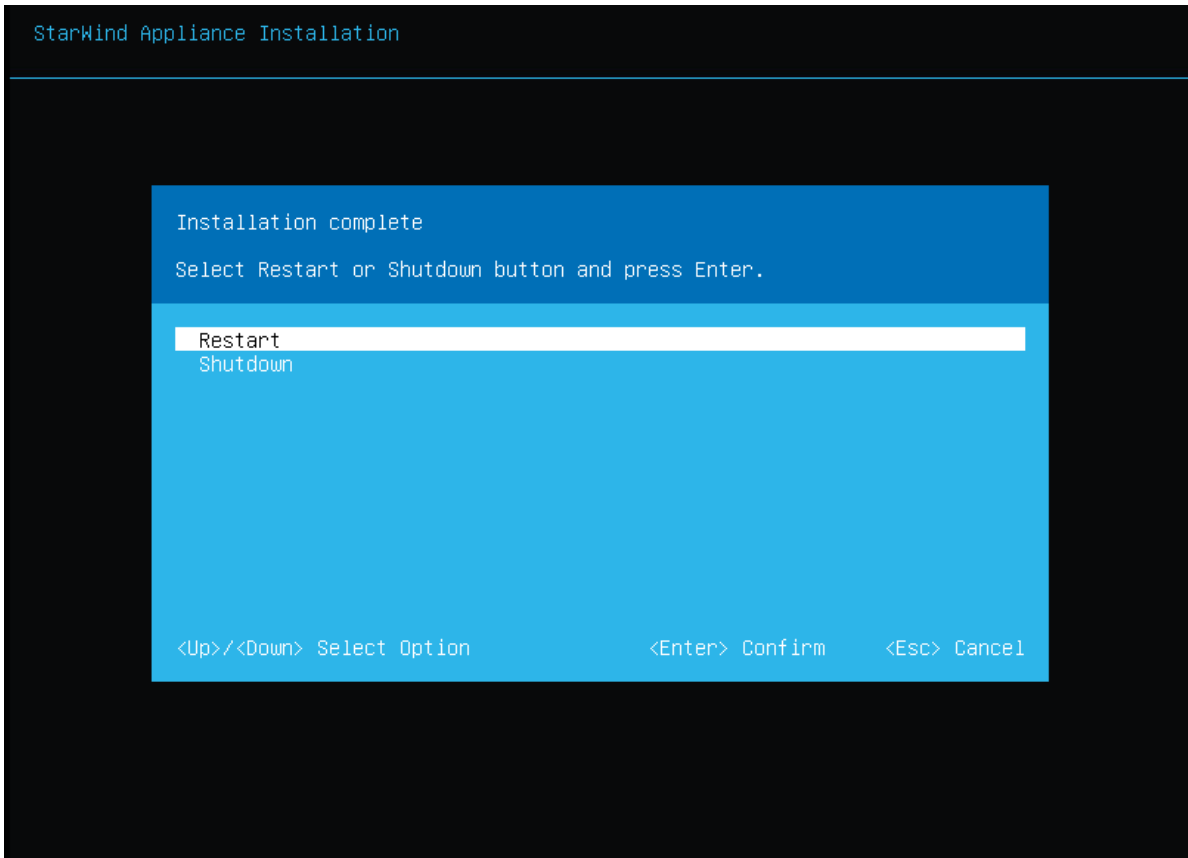 StarWind Appliance Installation
Installation complete
Select Restart or Shutdown button and press Enter.
Restart
Shutdown
<Up>/<Down> Select Option <Enter> Confirm <Esc> Cancel